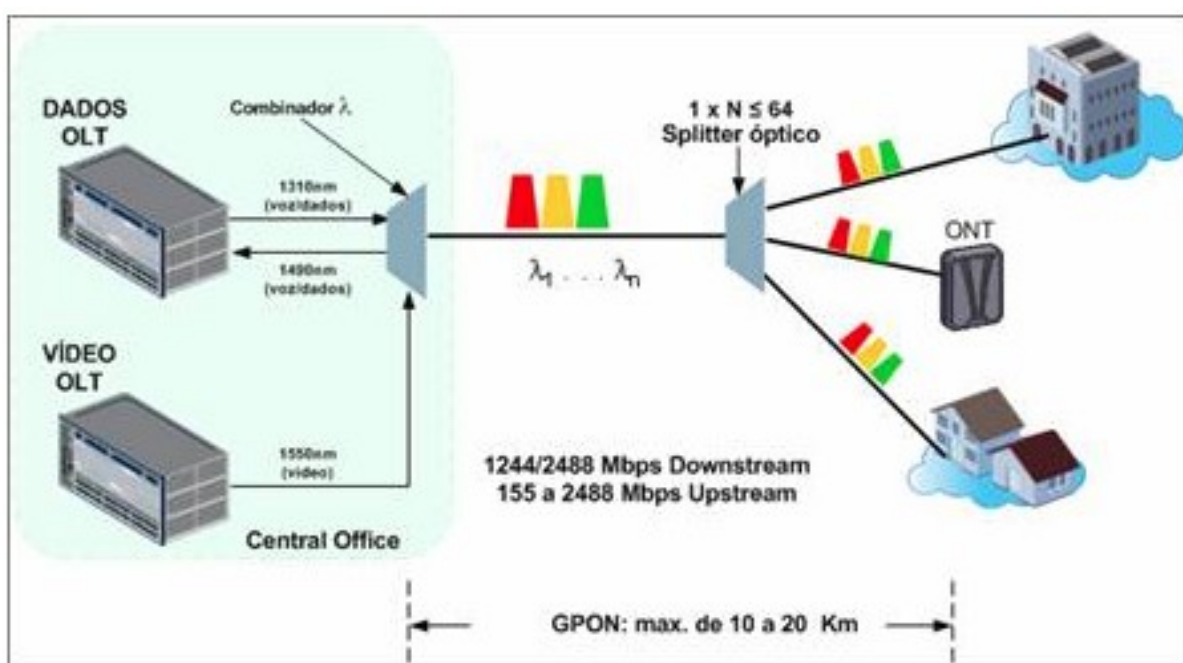 DADOS
OLT
Combinador λ
1310nm
(voz/dados)
1490nm
(voz/dados)
VÍDEO
OLT
1550nm
(vídeo)
Central Office
λ1 . . . λn
1 x N ≤ 64
Splitter óptico
ONT
1244/2488 Mbps Downstream
155 a 2488 Mbps Upstream
GPON: max. de 10 a 20 Km